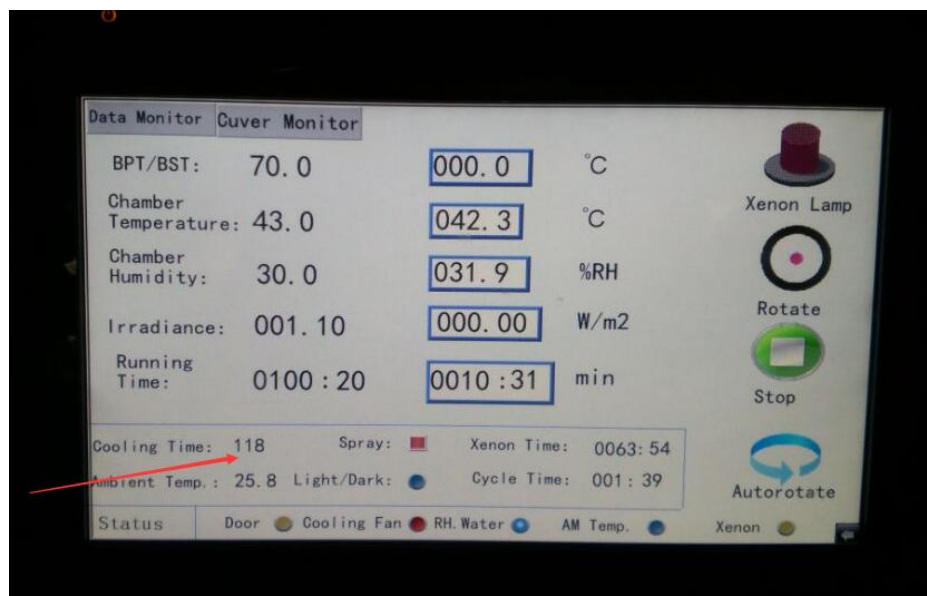 Data Monitor Cuver Monitor
BPT/BST: 70.0 000.0 ℃
Chamber
Temperature: 43.0 042.3 ℃
Xenon Lamp
Chamber
Humidity: 30.0 031.9 %RH
Irradiance: 001.10 000.00 W/m2
Rotate
Running
Time: 0100:20 0010:31 min
Stop
Cooling Time: 118 Spray: Xenon Time: 0063:54
Ambient Temp.: 25.8 Light/Dark: Cycle Time: 001:39
Autorotate
Status Door Cooling Fan RH.Water AM Temp. Xenon